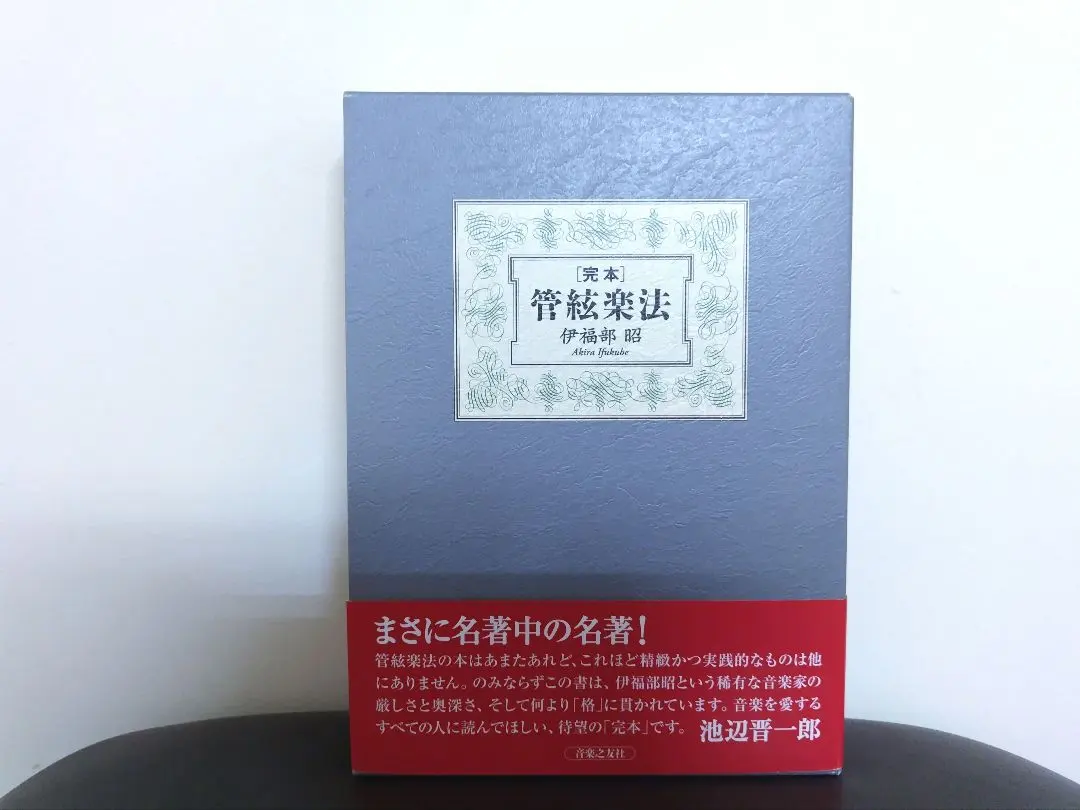 [完本]
管絃楽法
伊福部 昭
Akira Ifukube
まさに名著中の名著!
管絃楽法の本はあまたあれど、これほど精緻かつ実践的なものは他
にありません。のみならずこの書は、伊福部昭という稀有な音楽家の
厳しさと奥深さ、そして何より「格」に貫かれています。音楽を愛する
すべての人に読んでほしい、待望の「完本」です。 池辺晋一郎
音楽之友社